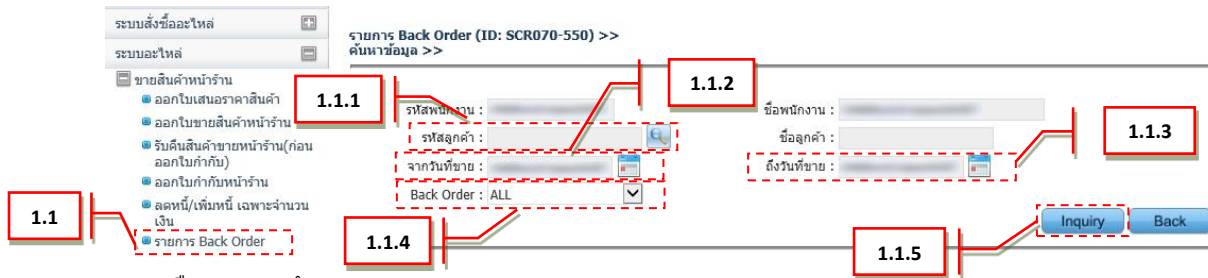 ระบบสั่งซื้ออะไหล่
ระบบอะไหล่
ขายสินค้าหน้าร้าน
ออกใบเสนอราคาสินค้า
ออกใบขายสินค้าหน้าร้าน
รับคืนสินค้าขายหน้าร้าน(ก่อน
ออกใบกำกับ)
ออกใบกำกับหน้าร้าน
ลดหนี้/เพิ่มหนี้ เฉพาะจำนวน
เงิน
รายการ Back Order
1.1
รายการ Back Order (ID: SCR070-550) >>
ค้นหาข้อมูล >>
1.1.1
1.1.2
รหัสพนักงาน :
ชื่อพนักงาน :
รหัสลูกค้า :
ชื่อลูกค้า :
1.1.3
จากวันที่ขาย :
ถึงวันที่ขาย :
Back Order : ALL
1.1.4
1.1.5
Inquiry
Back